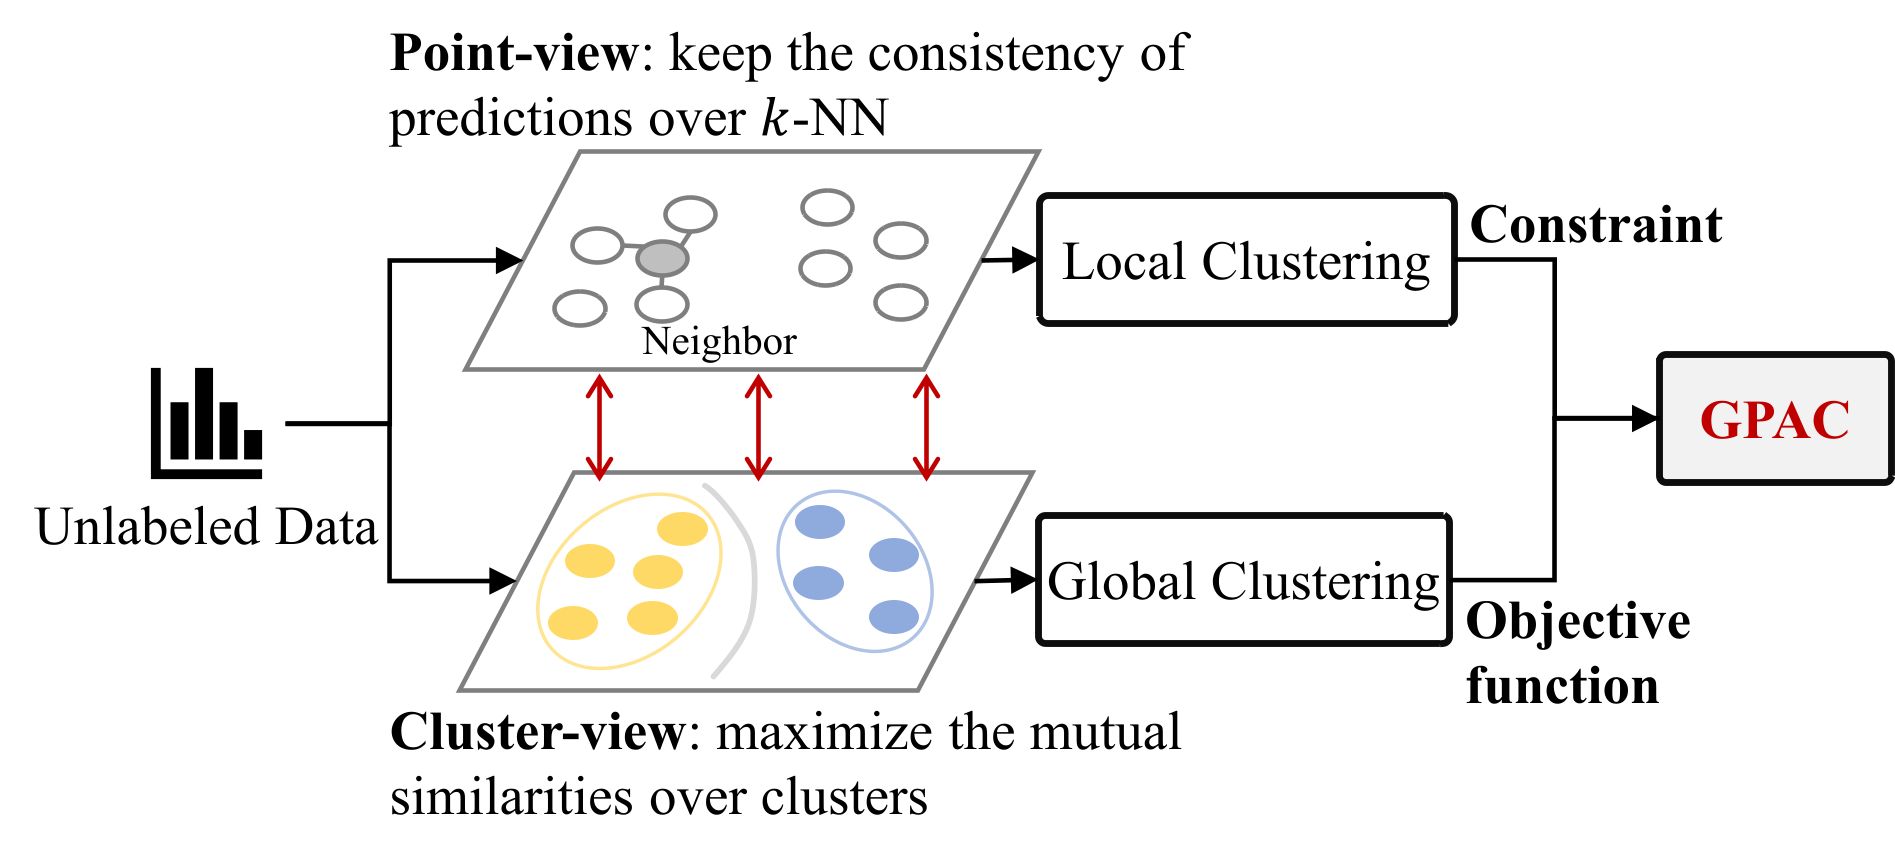 Point-view: keep the consistency of
predictions over k-NN
Neighbor
Local Clustering
Constraint
GPAC
Unlabeled Data
Global Clustering
Objective
function
Cluster-view: maximize the mutual
similarities over clusters